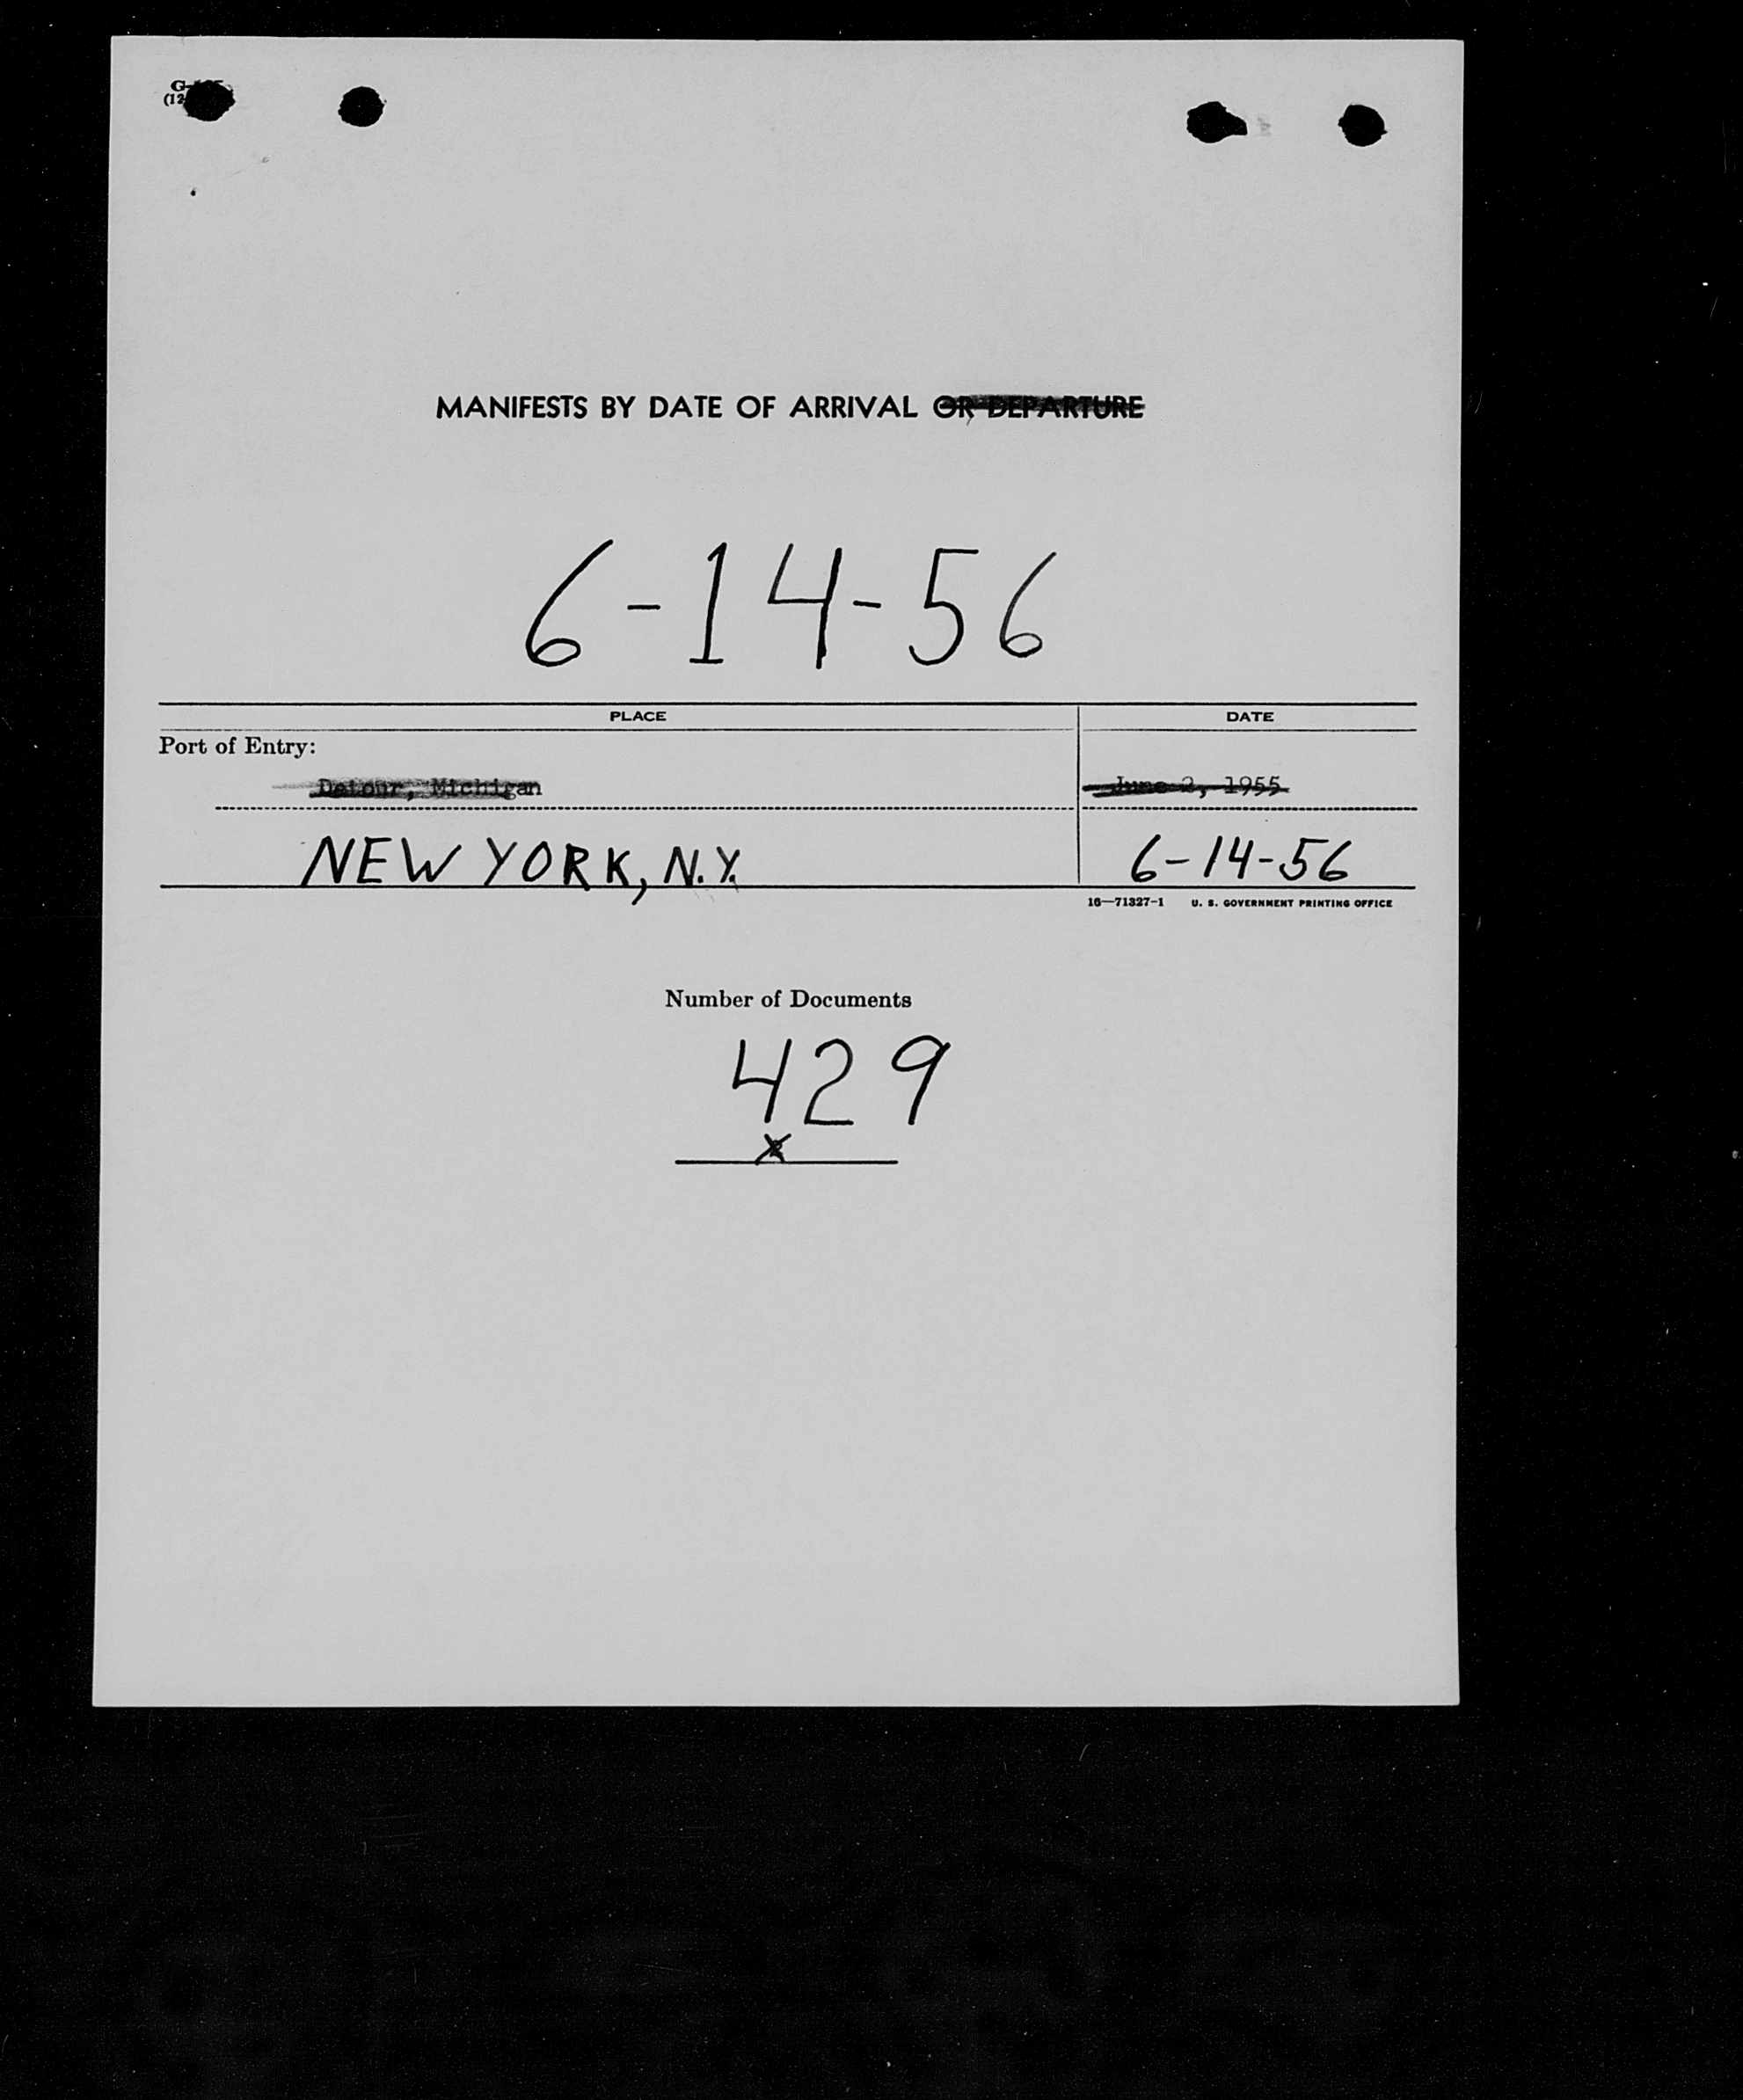 MANIFESTS BY DATE OF ARRIVAL OR DEPARTURE
6-14-56
PLACE DATE
Port of Entry:
Detour, Michigan June 2, 1955
NEW YORK, N.Y. 6-14-56
16—71327-1 U. S. GOVERNMENT PRINTING OFFICE
Number of Documents
429